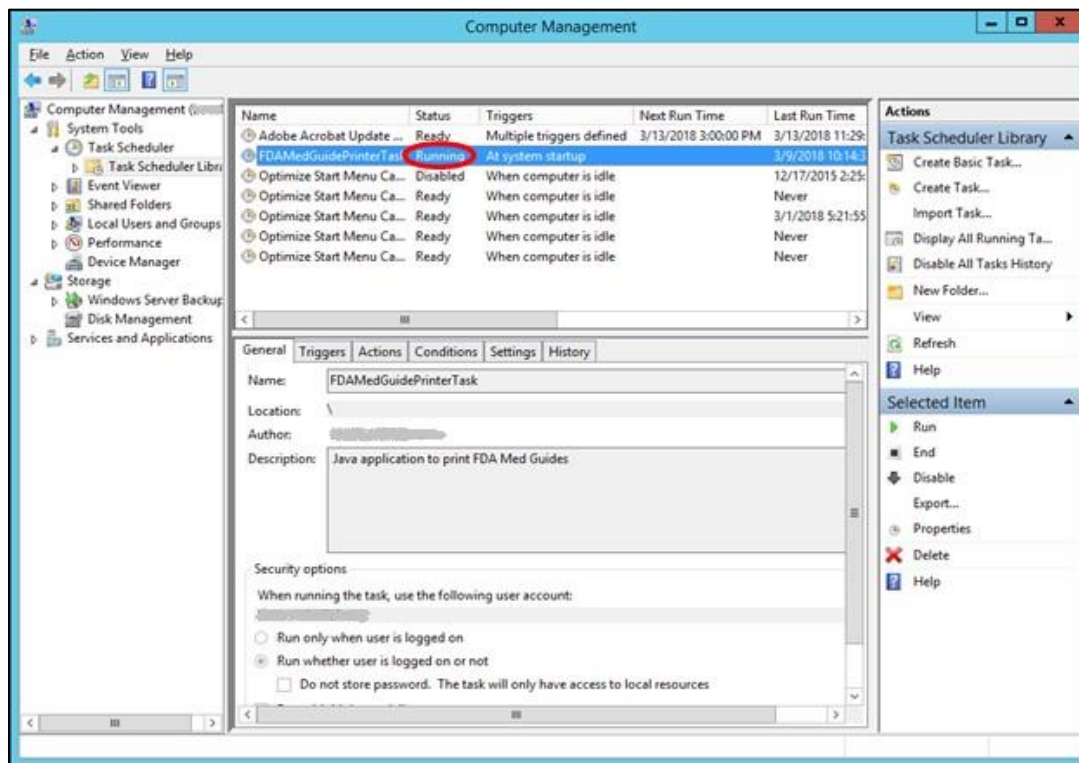 Computer Management
File Action View Help
Computer Management (
System Tools
Task Scheduler
Task Scheduler Libra
Event Viewer
Shared Folders
Local Users and Groups
Performance
Device Manager
Storage
Windows Server Backup
Disk Management
Services and Applications
Name Status Triggers Next Run Time Last Run Time
Adobe Acrobat Update ... Ready Multiple triggers defined 3/13/2018 3:00:00 PM 3/13/2018 11:29:
FDAMedGuidePrinterTas Running At system startup 3/9/2018 10:14:3
Optimize Start Menu Ca... Disabled When computer is idle 12/17/2015 2:25:
Optimize Start Menu Ca... Ready When computer is idle Never
Optimize Start Menu Ca... Ready When computer is idle 3/1/2018 5:21:55
Optimize Start Menu Ca... Ready When computer is idle Never
Optimize Start Menu Ca... Ready When computer is idle Never
General Triggers Actions Conditions Settings History
Name: FDAMedGuidePrinterTask
Location: \
Author:
Description: Java application to print FDA Med Guides
Security options
When running the task, use the following user account:
Run only when user is logged on
Run whether user is logged on or not
Do not store password. The task will only have access to local resources
Actions
Task Scheduler Library
Create Basic Task...
Create Task...
Import Task...
Display All Running Ta...
Disable All Tasks History
New Folder...
View
Refresh
Help
Selected Item
Run
End
Disable
Export...
Properties
Delete
Help